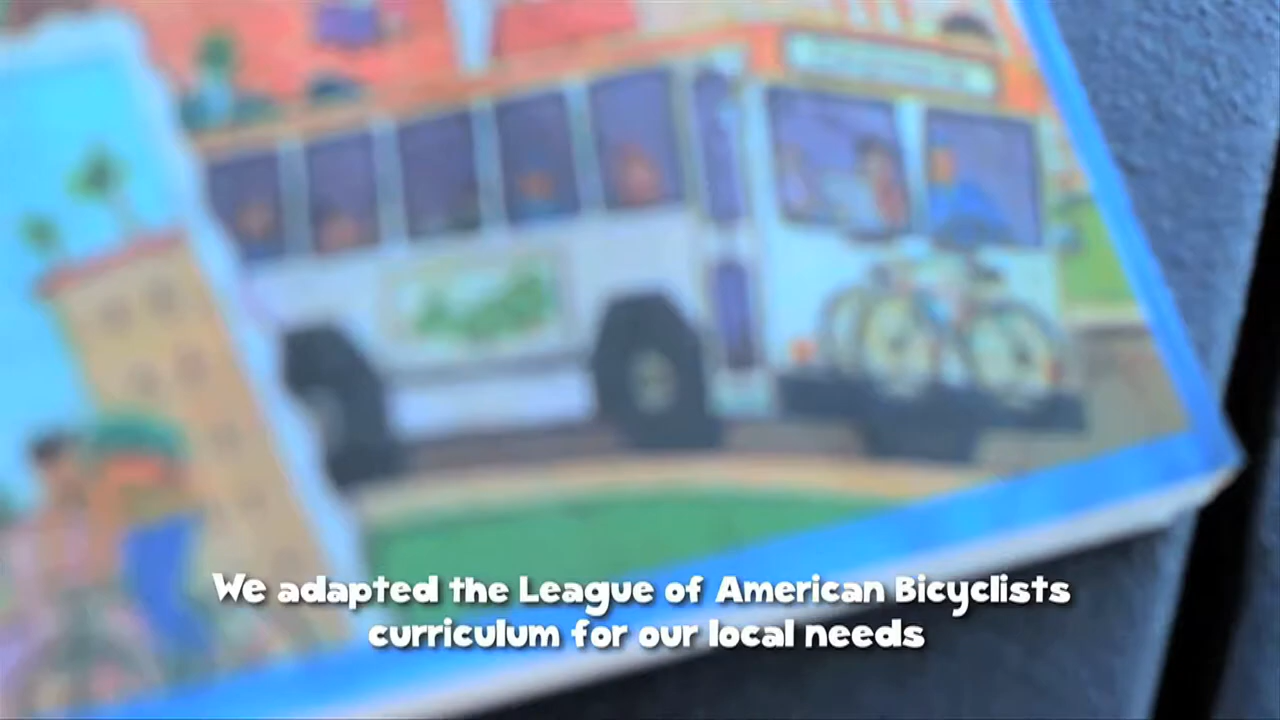 We adapted the League of American Bicyclists
curriculum for our local needs